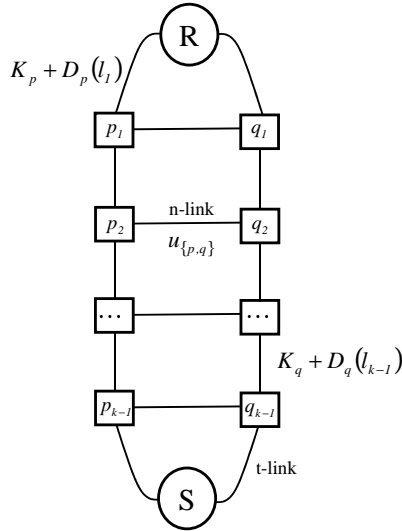 R
K_p + D_p(l_1)
p_1 q_1
n-link
p_2 q_2
u_{p,q}
... ...
K_q + D_q(l_{k-1})
p_{k-1} q_{k-1}
t-link
S